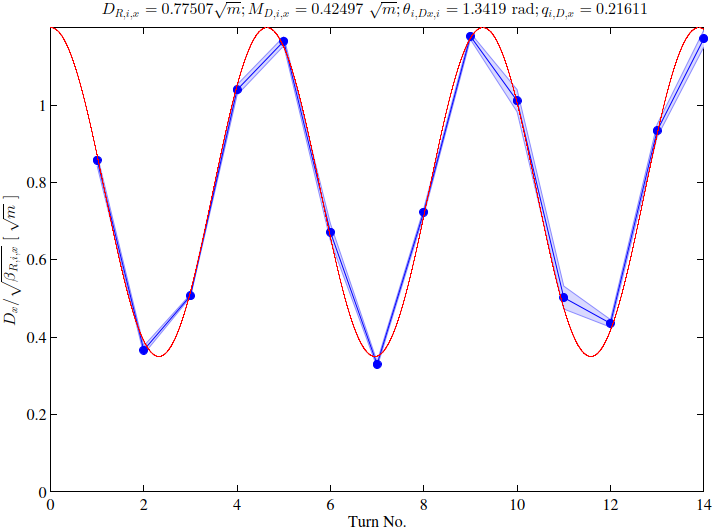 D_{R,i,x} = 0.77507√m; M_{D,i,x} = 0.42497 √m; θ_{i,Dx,i} = 1.3419 rad; q_{i,D,x} = 0.21611
D_x/√β_{R,i,x} [ √m ]
1
0.8
0.6
0.4
0.2
0
0 2 4 6 8 10 12 14
Turn No.